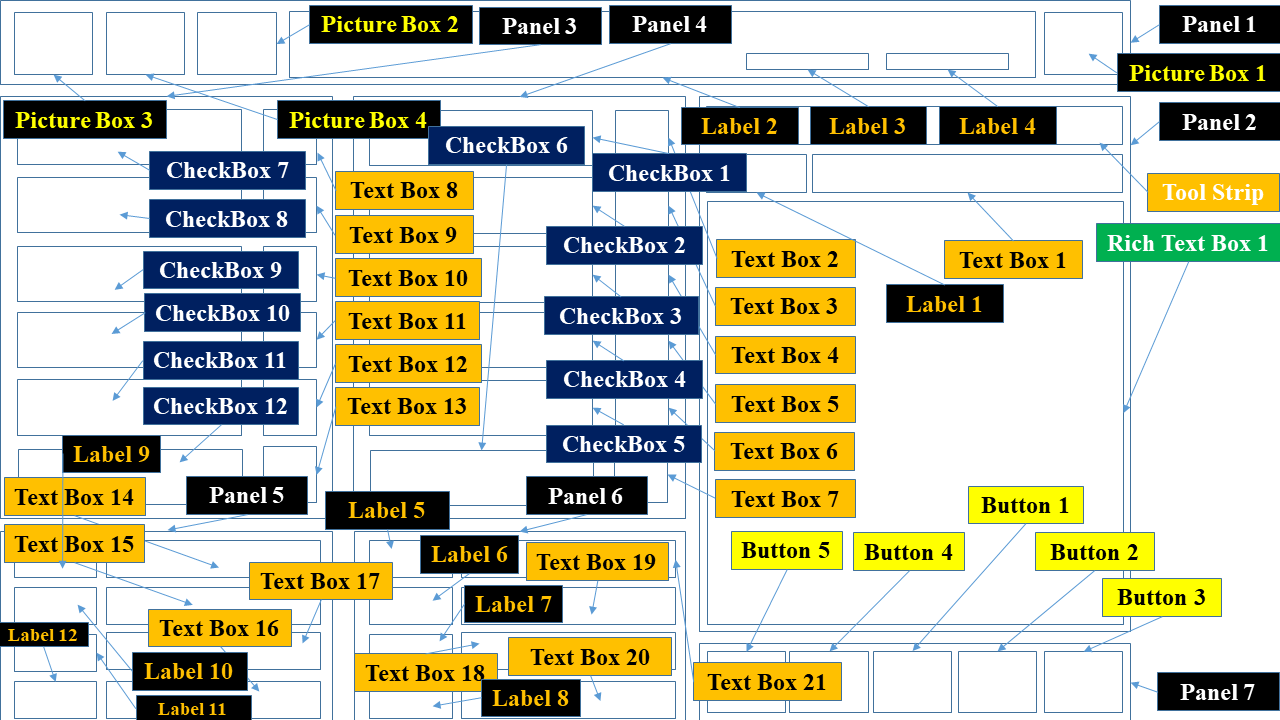 Picture Box 2
Panel 3
Panel 4
Panel 1
Picture Box 1
Picture Box 3
Picture Box 4
Label 2
Label 3
Label 4
Panel 2
CheckBox 6
CheckBox 7
CheckBox 1
Text Box 8
Tool Strip
CheckBox 8
Text Box 9
CheckBox 2
Text Box 2
Text Box 1
Rich Text Box 1
CheckBox 9
Text Box 10
CheckBox 10
Text Box 11
CheckBox 3
Text Box 3
Label 1
CheckBox 11
Text Box 12
CheckBox 4
Text Box 4
CheckBox 12
Text Box 13
Text Box 5
Label 9
CheckBox 5
Text Box 6
Text Box 14
Panel 5
Label 5
Panel 6
Text Box 7
Button 1
Text Box 15
Label 6
Text Box 19
Button 5
Button 4
Button 2
Text Box 17
Label 7
Button 3
Label 12
Text Box 16
Label 10
Text Box 18
Text Box 20
Text Box 21
Label 11
Label 8
Panel 7